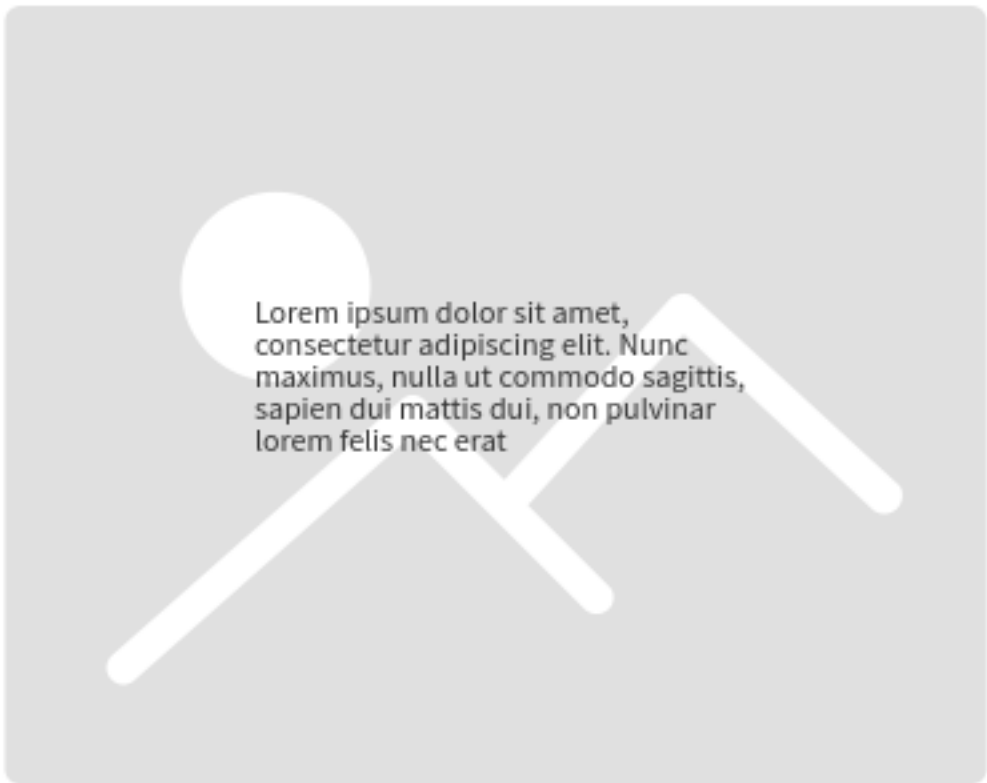 Lorem ipsum dolor sit amet,
consectetur adipiscing elit. Nunc
maximus, nulla ut commodo sagittis,
sapien dui mattis dui, non pulvinar
lorem felis nec erat